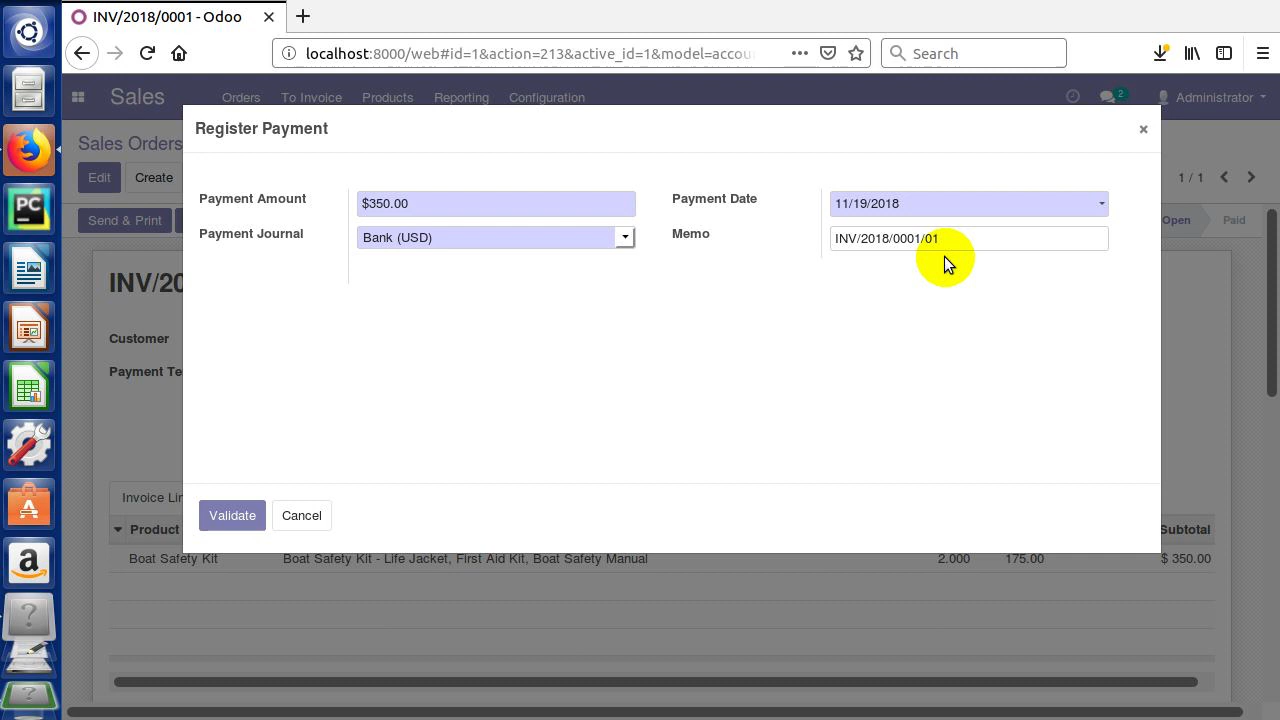 INV/2018/0001 - Odoo
localhost:8000/web#id=1&action=213&active_id=1&model=accou
Search
Sales
Orders
To Invoice
Products
Reporting
Configuration
2
Administrator
Register Payment
×
Sales Orders
Edit
Create
1 / 1
Send & Print
Open
Paid
Payment Amount
$350.00
Payment Date
11/19/2018
Payment Journal
Bank (USD)
Memo
INV/2018/0001/01
INV/20
Customer
Payment Te
Validate
Cancel
Invoice Lin
Product
Subtotal
Boat Safety Kit
Boat Safety Kit - Life Jacket, First Aid Kit, Boat Safety Manual
2.000
175.00
$ 350.00
PC
A
a
?
?